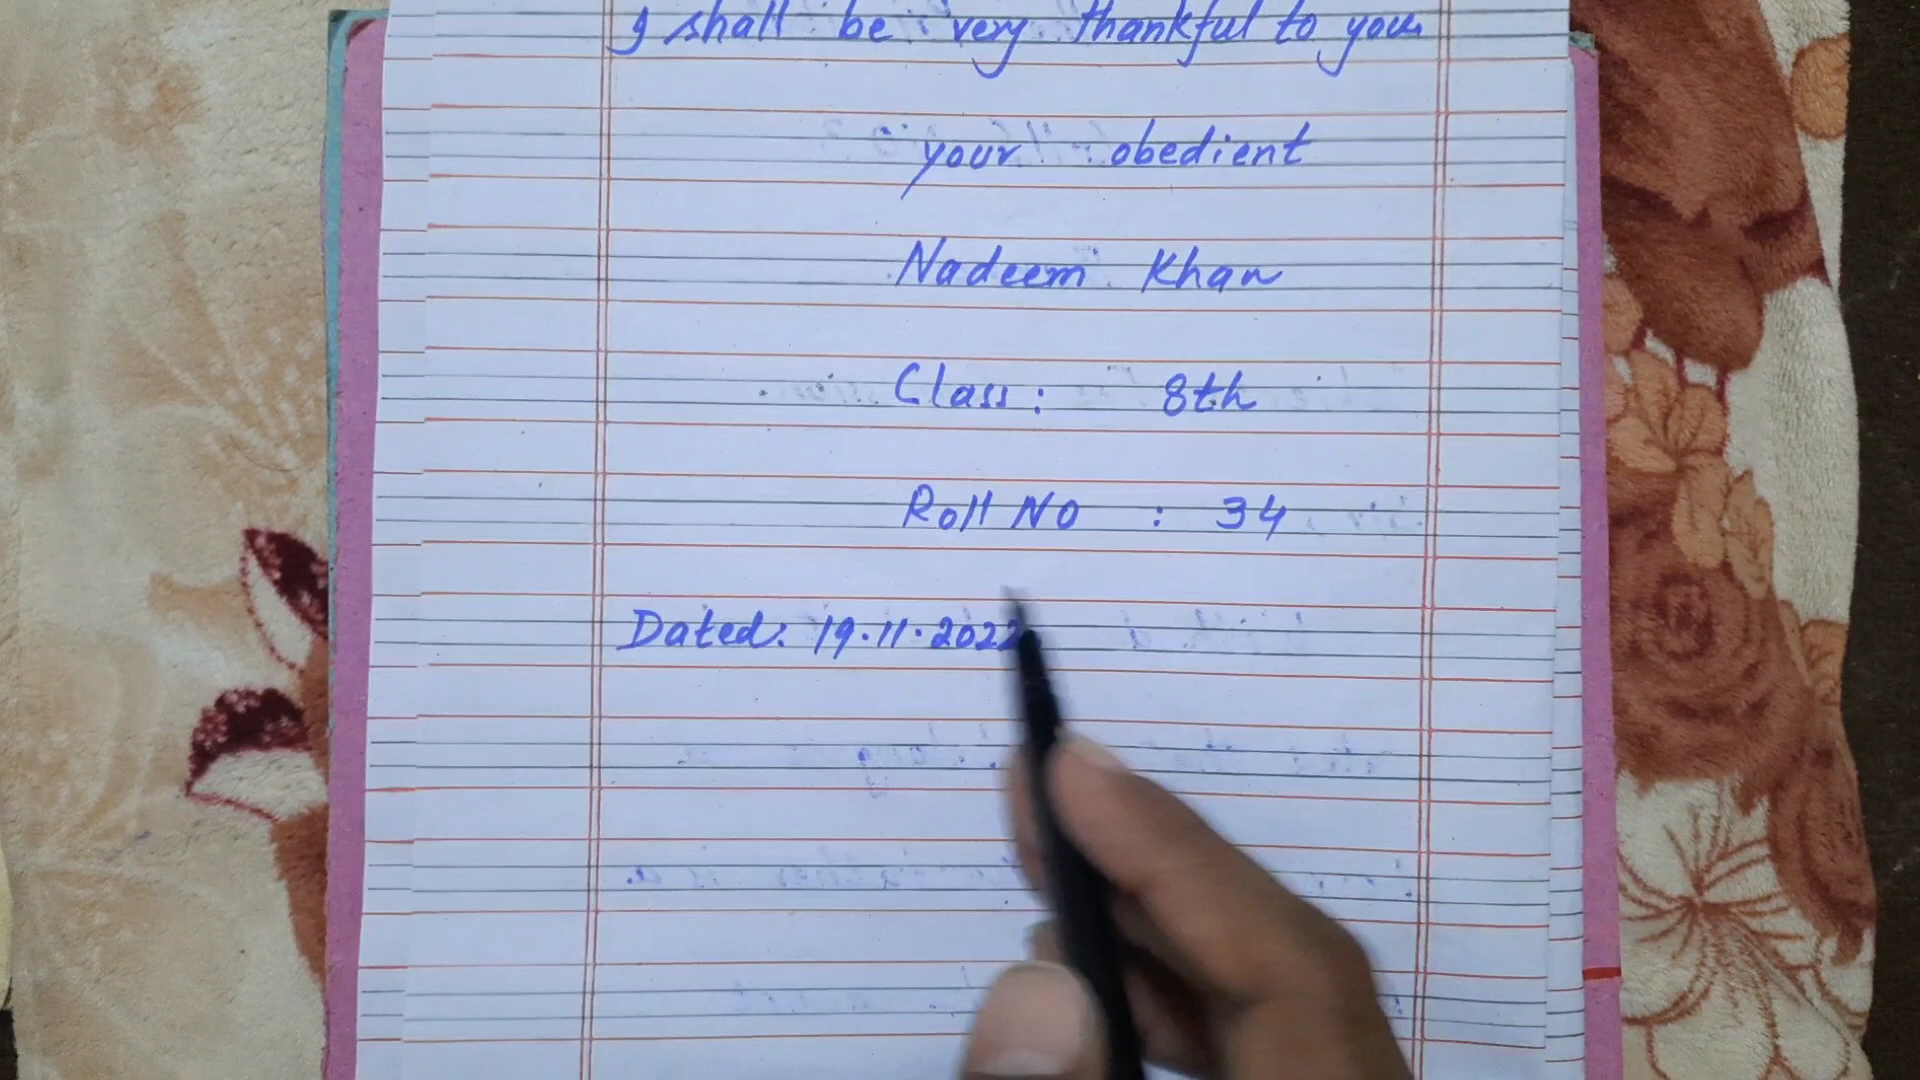 I shall be very thankful to you
your obedient
Nadeem Khan
Class: 8th
Roll No : 34
Dated: 19.11.2022